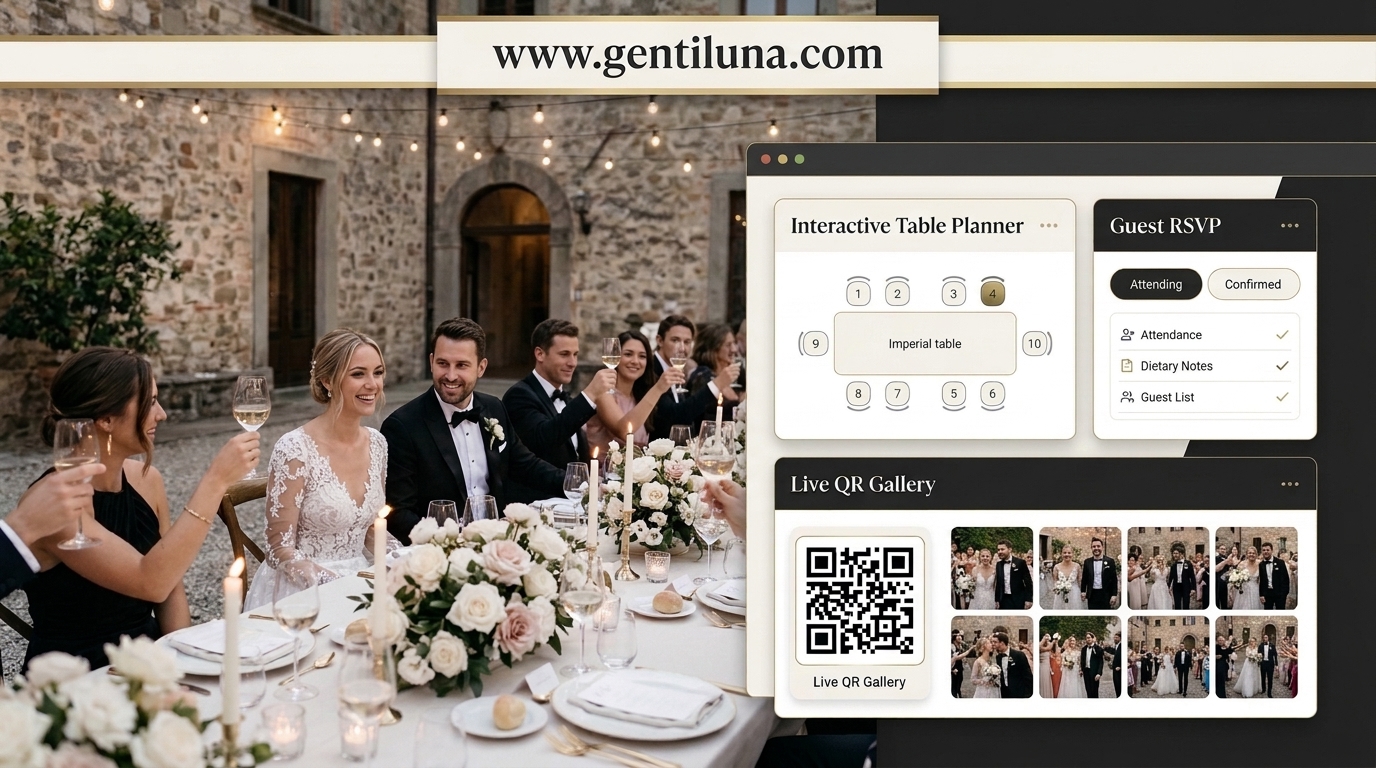 www.gentiluna.com
Interactive Table Planner
1 2 3 4
9 Imperial table 10
8 7 5 6
Guest RSVP
Attending Confirmed
Attendance
Dietary Notes
Guest List
Live QR Gallery
Live QR Gallery